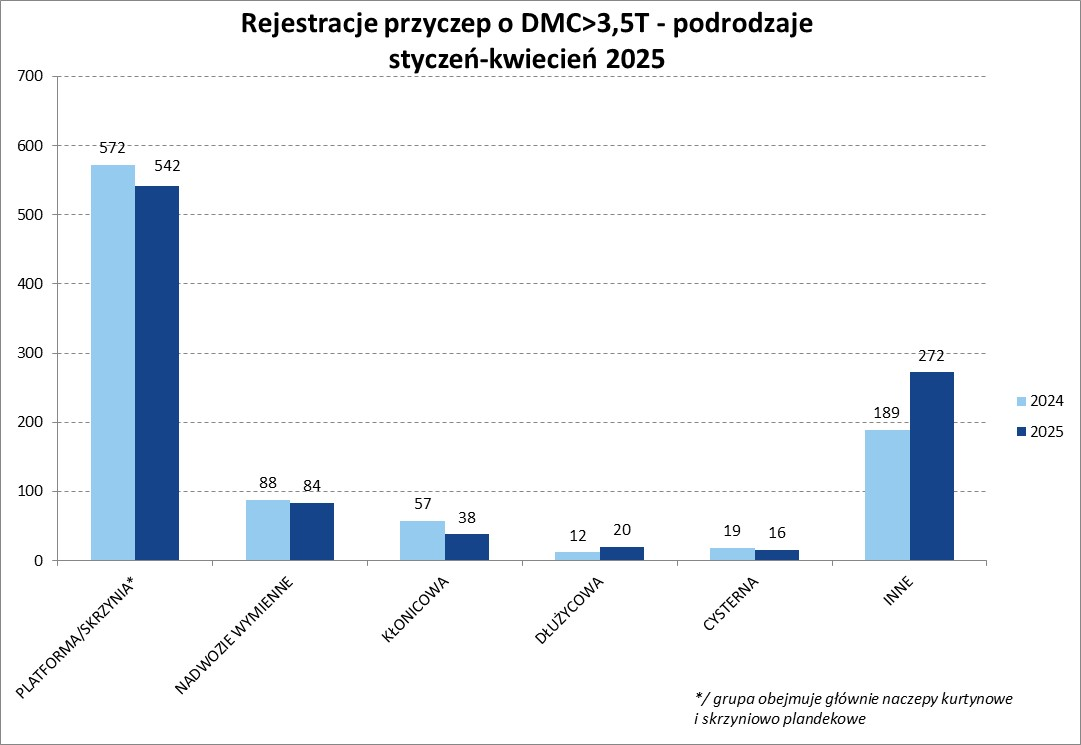 Rejestracje przyczep o DMC>3,5T - podrodzaje
styczeń-kwiecień 2025
700
600
500
400
300
200
100
0
572
542
88
84
57
38
12
20
19
16
189
272
PLATFORMA/SKRZYNIA*
NADWOZIE WYMIENNE
KŁONICOWA
DŁUŻYCOWA
CYSTERNA
INNE
2024
2025
*/ grupa obejmuje głównie naczepy kurtynowe
i skrzyniowo plandekowe